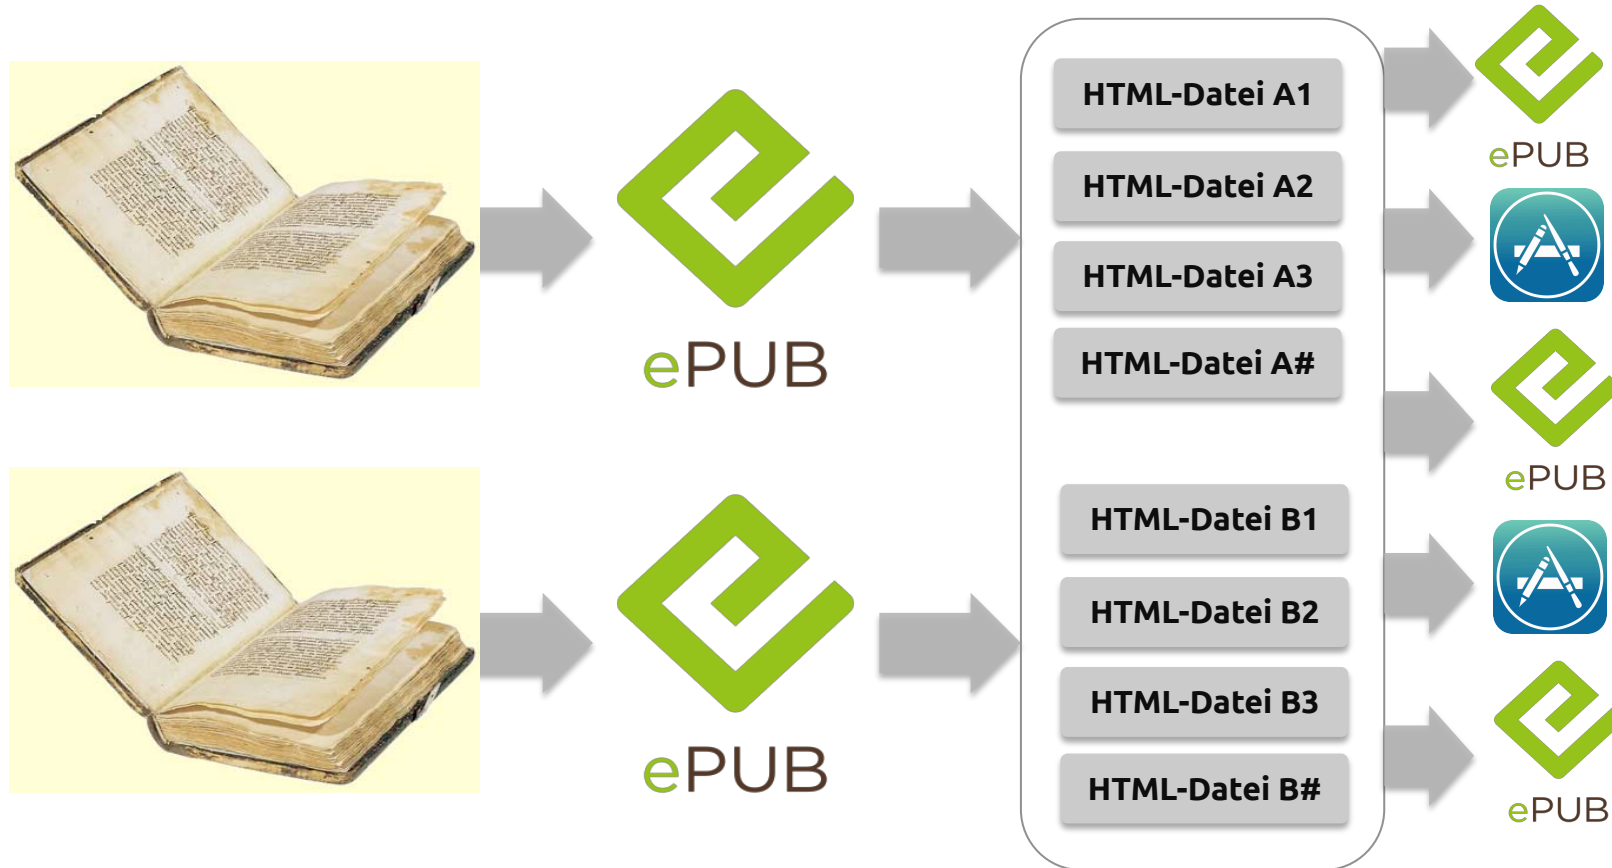 ePUB
ePUB
HTML-Datei A1
HTML-Datei A2
HTML-Datei A3
HTML-Datei A#
HTML-Datei B1
HTML-Datei B2
HTML-Datei B3
HTML-Datei B#
ePUB
ePUB
ePUB